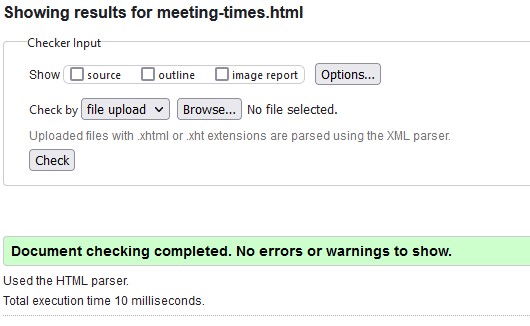 Showing results for meeting-times.html
Checker Input
Show source outline image report Options...
Check by file upload Browse... No file selected.
Uploaded files with .xhtml or .xht extensions are parsed using the XML parser.
Check
Document checking completed. No errors or warnings to show.
Used the HTML parser.
Total execution time 10 milliseconds.